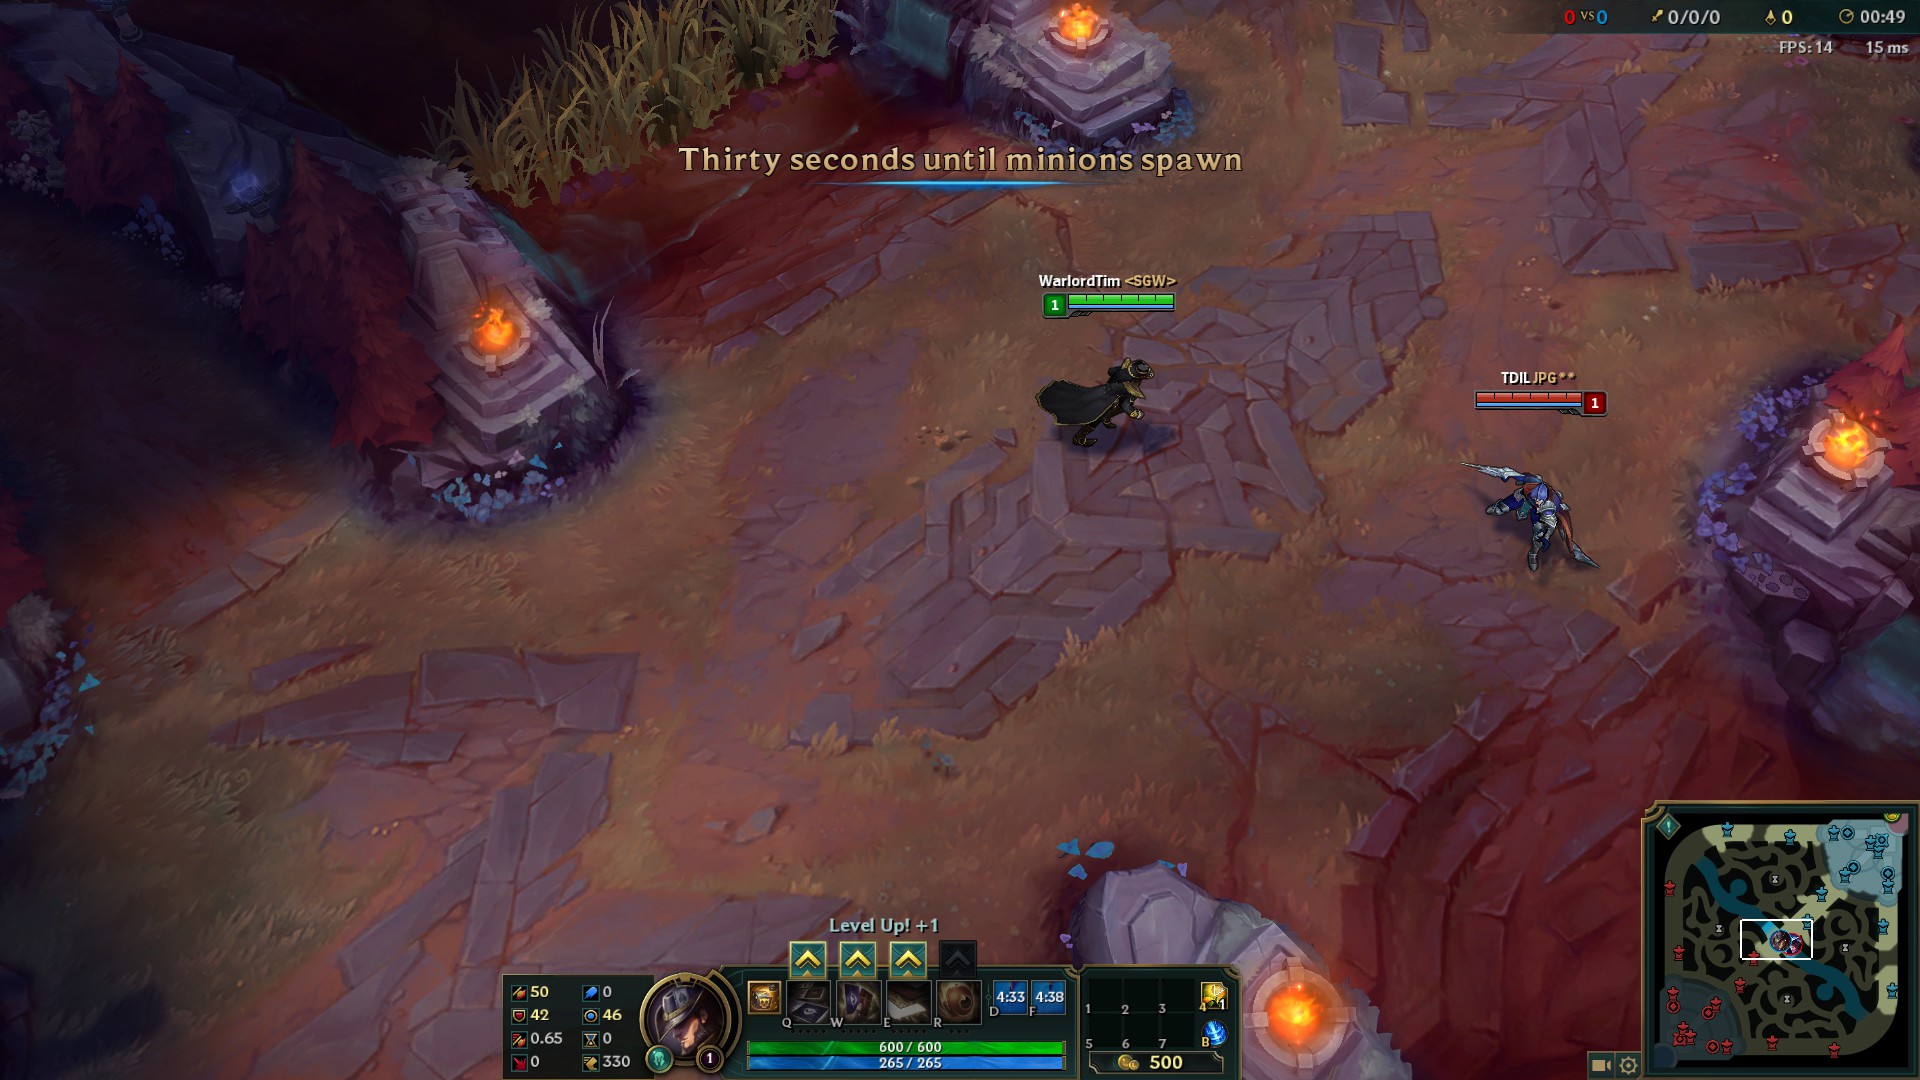 0 VS 0 0/0/0 0 00:49
FPS: 14 15 ms
Thirty seconds until minions spawn
WarlordTim <SGW>
1
TDIL JPG**
1
Level Up! +1
50 0
42 46
0.65 0
0 330
1
Q W E R
4:33 4:38
D F
600 / 600
265 / 265
1 2 3 4 1
5 6 7 B
500